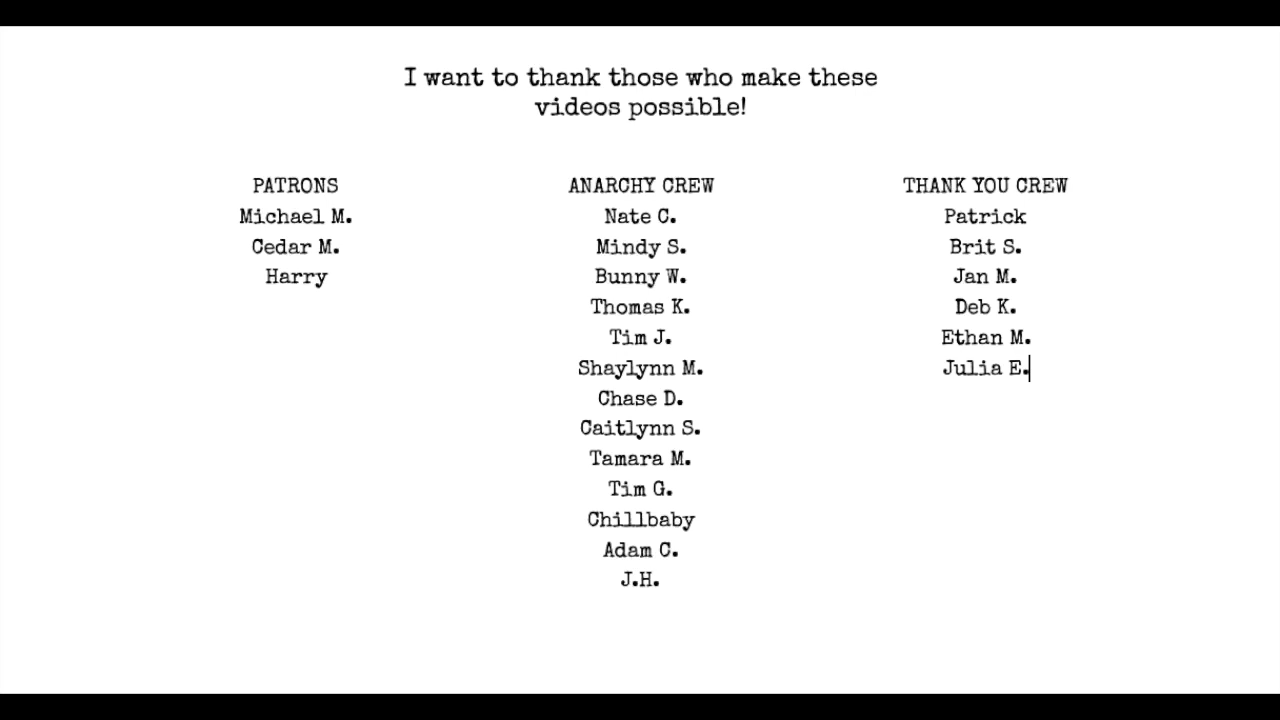 I want to thank those who make these
videos possible!
PATRONS
Michael M.
Cedar M.
Harry
ANARCHY CREW
Nate C.
Mindy S.
Bunny W.
Thomas K.
Tim J.
Shaylynn M.
Chase D.
Caitlynn S.
Tamara M.
Tim G.
Chillbaby
Adam C.
J.H.
THANK YOU CREW
Patrick
Brit S.
Jan M.
Deb K.
Ethan M.
Julia E.